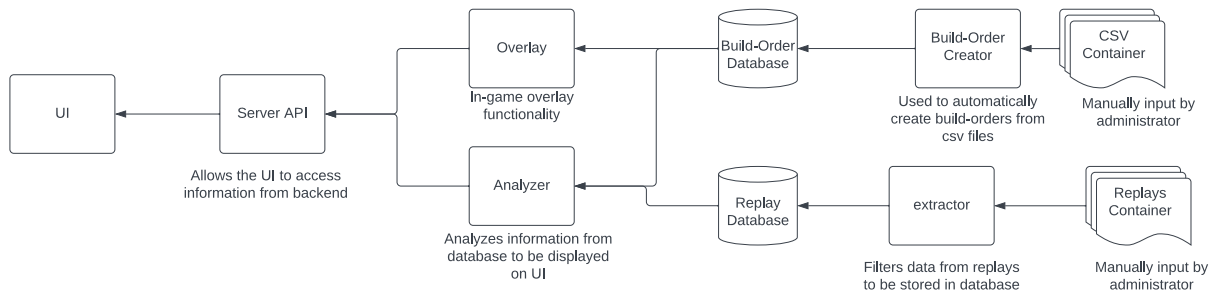 UI
Server API
Allows the UI to access
information from backend
Overlay
In-game overlay
functionality
Analyzer
Analyzes information from
database to be displayed
on UI
Build-Order
Database
Replay
Database
Build-Order
Creator
Used to automatically
create build-orders from
csv files
extractor
Filters data from replays
to be stored in database
CSV
Container
Manually input by
administrator
Replays
Container
Manually input by
administrator